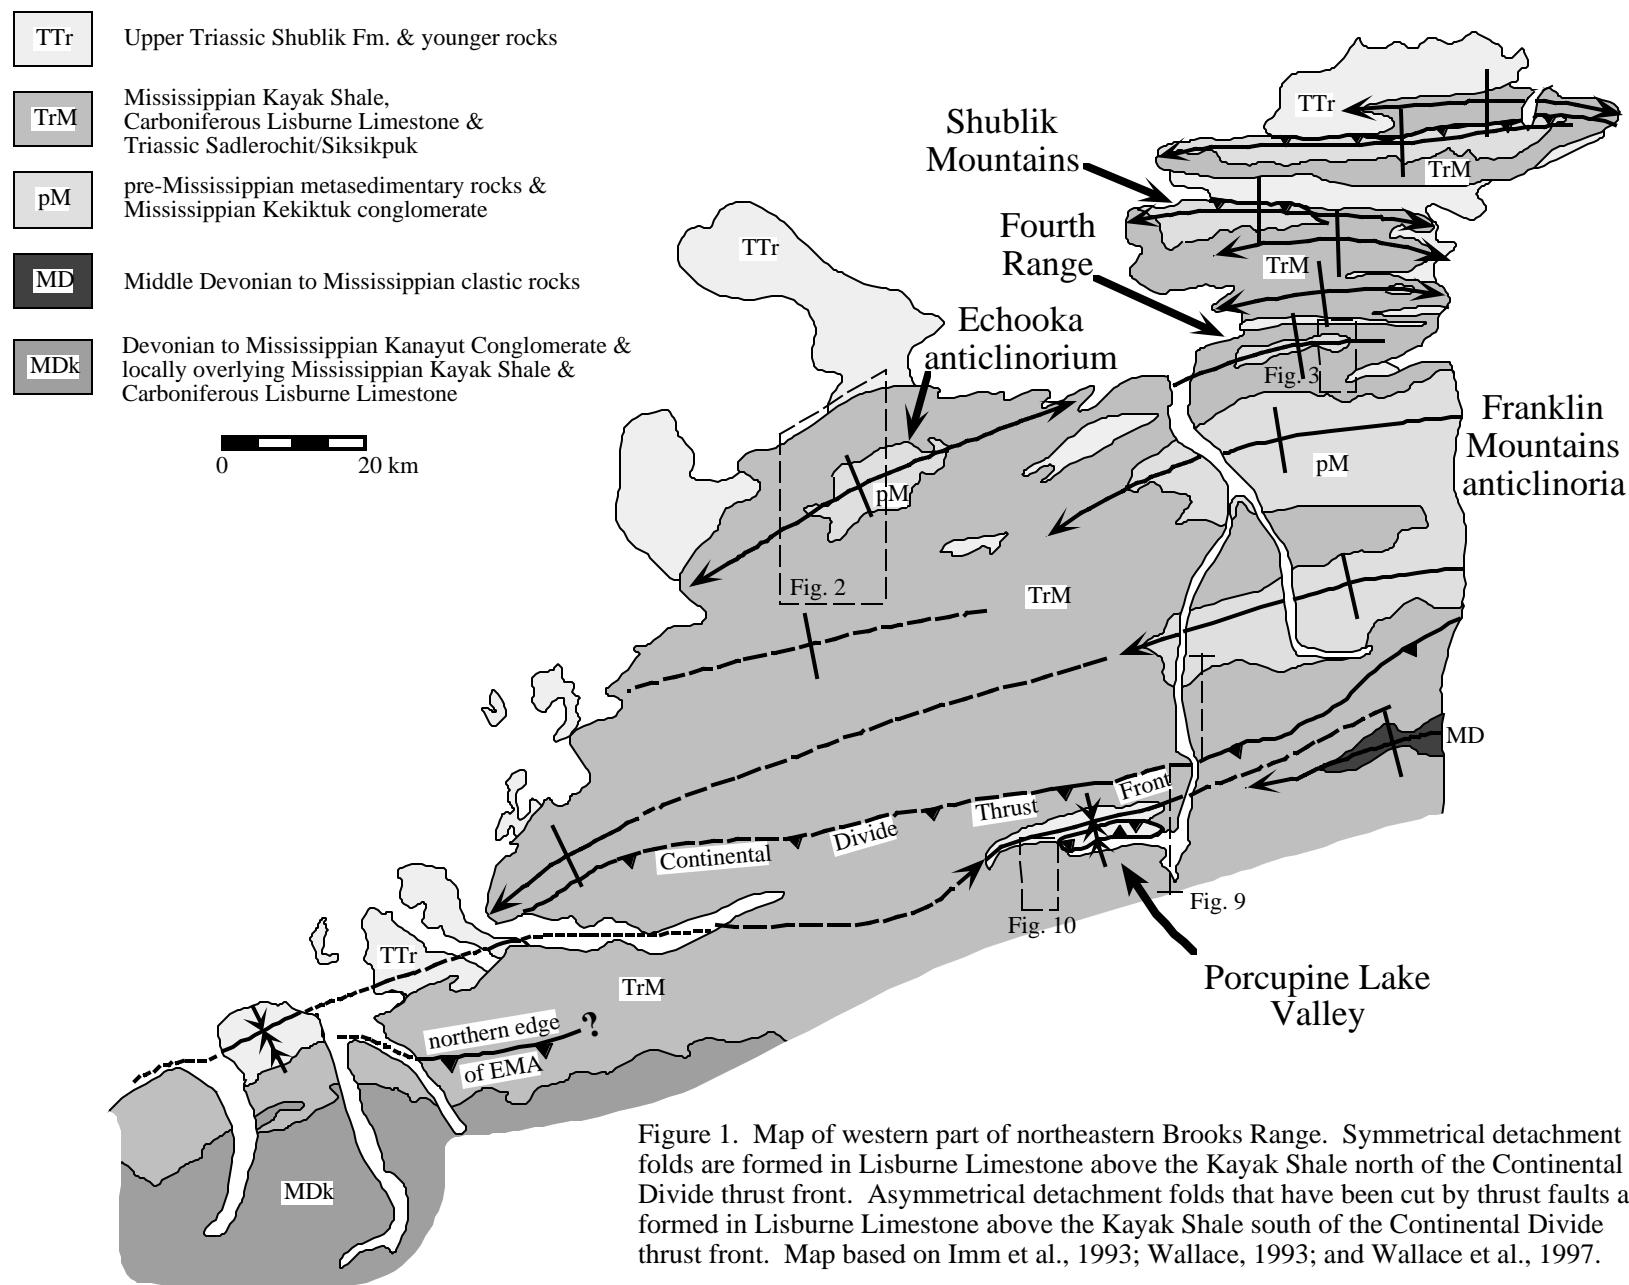 TTr
Upper Triassic Shublik Fm. & younger rocks
TrM
Mississippian Kayak Shale,
Carboniferous Lisburne Limestone &
Triassic Sadlerochit/Siksikpuk
pM
pre-Mississippian metasedimentary rocks &
Mississippian Kekiktuk conglomerate
MD
Middle Devonian to Mississippian clastic rocks
MDk
Devonian to Mississippian Kanayut Conglomerate &
locally overlying Mississippian Kayak Shale &
Carboniferous Lisburne Limestone
0 20 km
TTr
Shublik
Mountains
TrM
Fourth
Range
TTr
TrM
Echooka
anticlinorium
Fig. 3
Franklin
Mountains
anticlinoria
pM
pM
Fig. 2
TrM
MD
Continental Divide Thrust Front
Fig. 9
Fig. 10
TTr
TrM
Porcupine Lake
Valley
northern edge ?
of EMA
MDk
Figure 1. Map of western part of northeastern Brooks Range. Symmetrical detachment
folds are formed in Lisburne Limestone above the Kayak Shale north of the Continental
Divide thrust front. Asymmetrical detachment folds that have been cut by thrust faults a
formed in Lisburne Limestone above the Kayak Shale south of the Continental Divide
thrust front. Map based on Imm et al., 1993; Wallace, 1993; and Wallace et al., 1997.